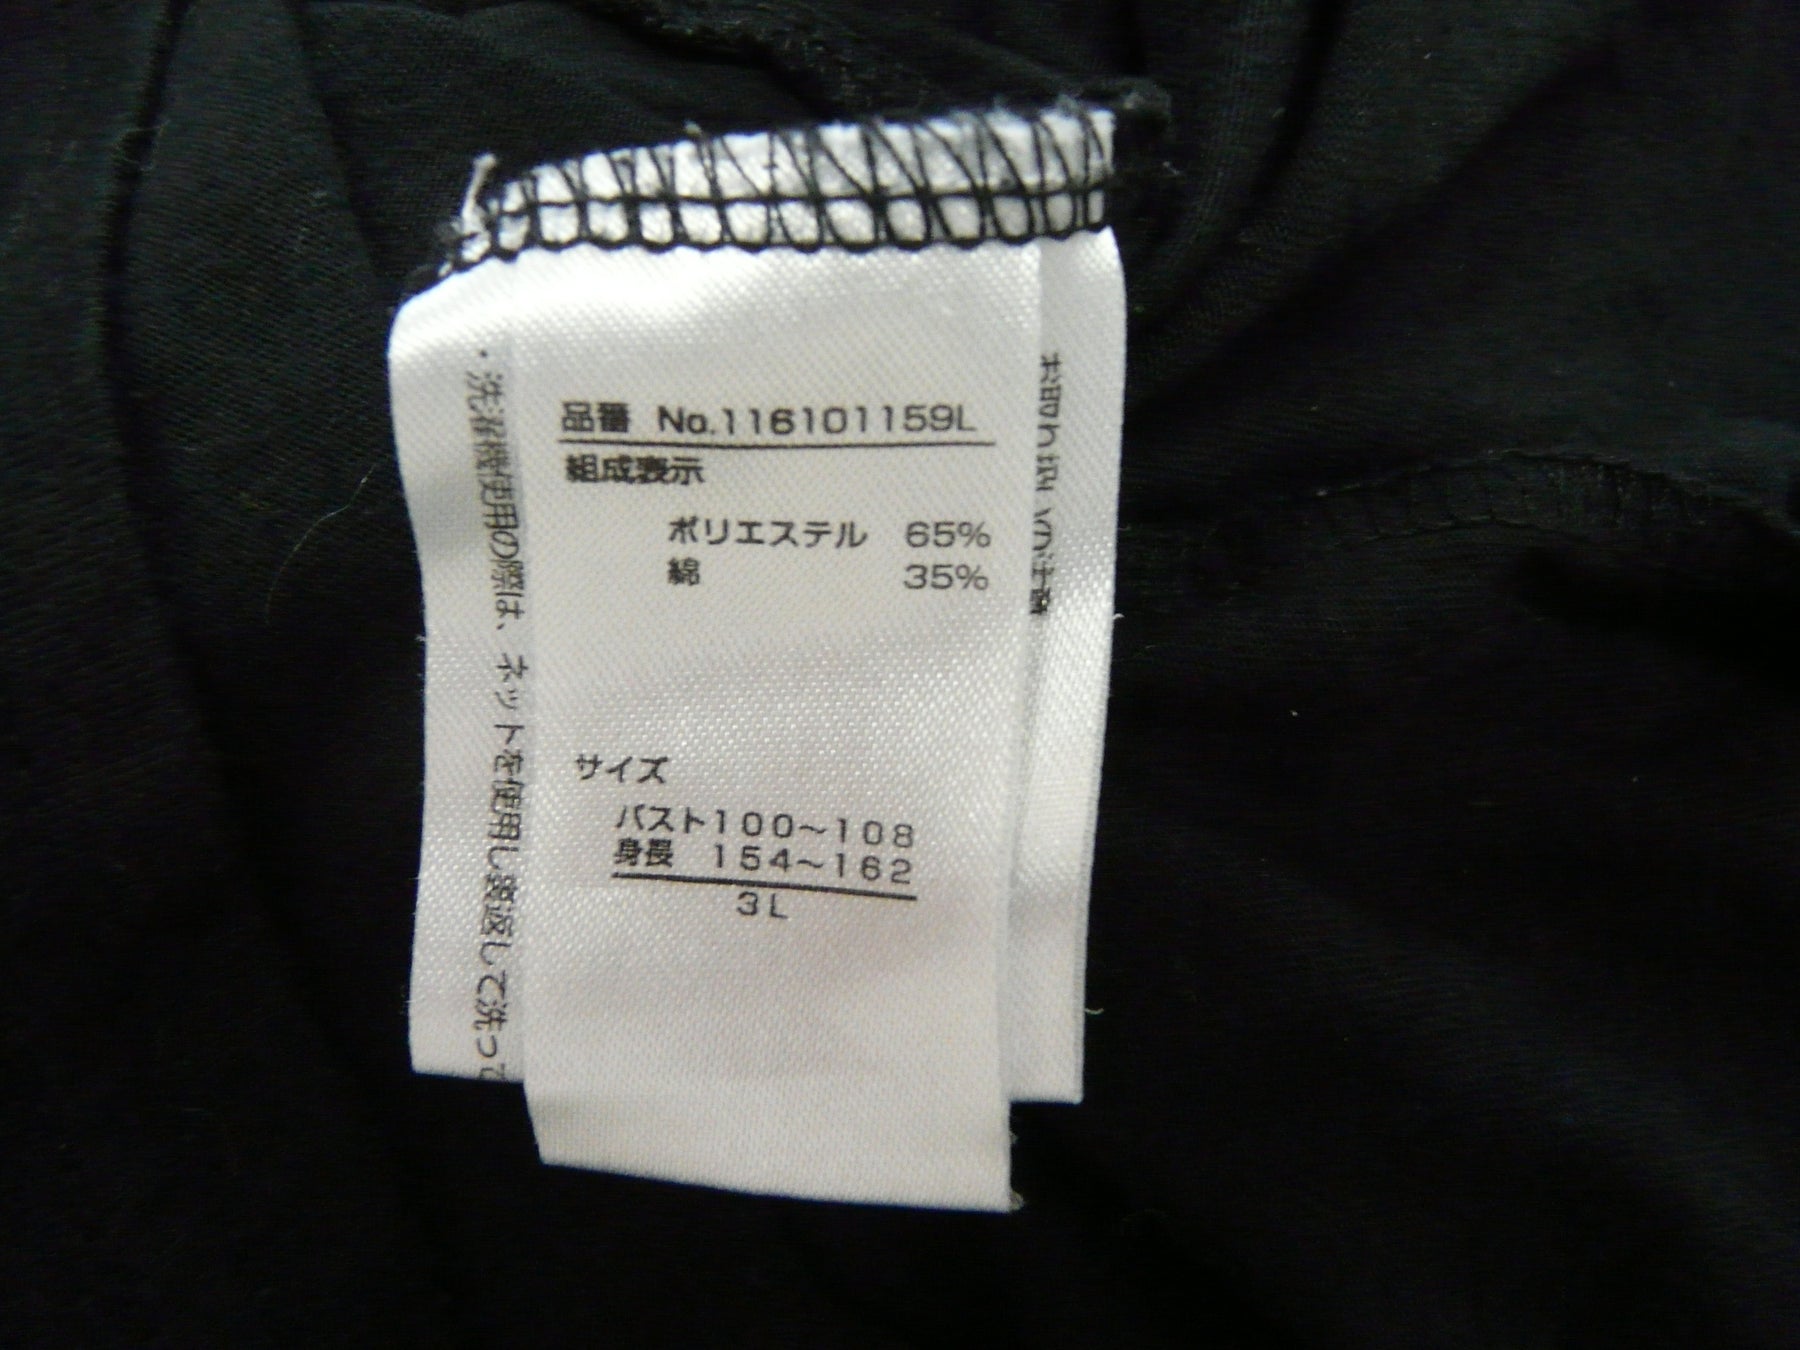 品番 No.116101159L
組成表示
ポリエステル 65%
綿 35%
サイズ
バスト100～108
身長 154～162
3L
・洗濯機使用の際は、ネットを使用し裏返して洗って